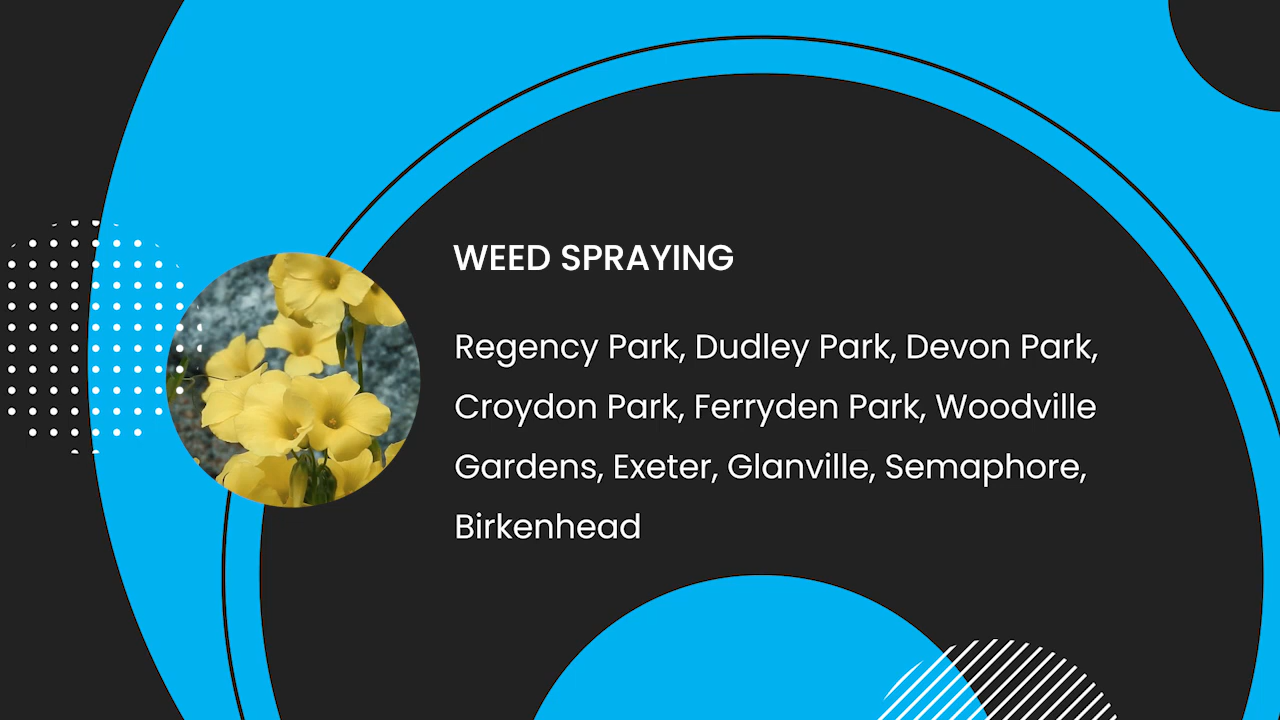 WEED SPRAYING
Regency Park, Dudley Park, Devon Park,
Croydon Park, Ferryden Park, Woodville
Gardens, Exeter, Glanville, Semaphore,
Birkenhead